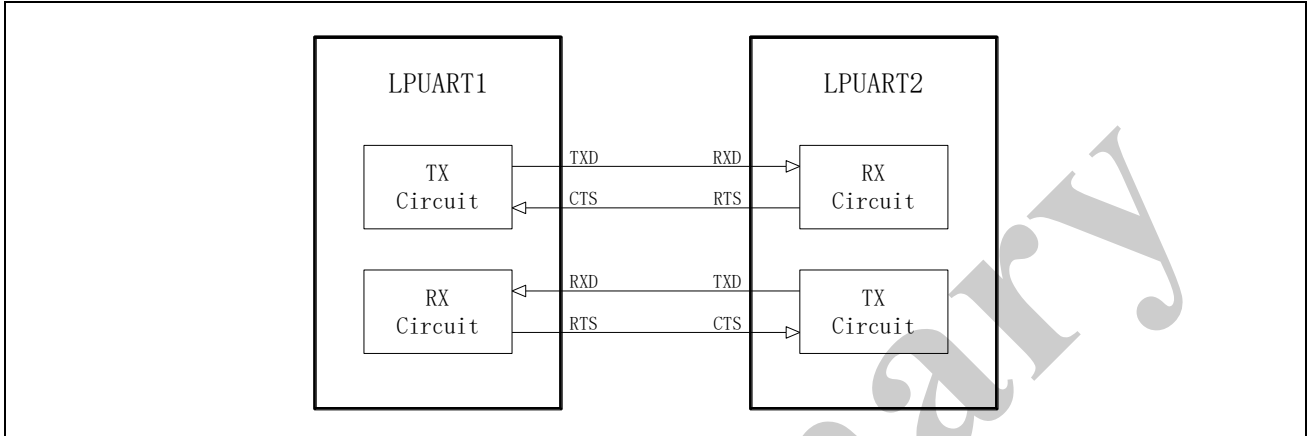 LPUART1
LPUART2
TX
Circuit
TXD
RXD
CTS
RTS
RX
Circuit
RX
Circuit
RXD
TXD
RTS
CTS
TX
Circuit